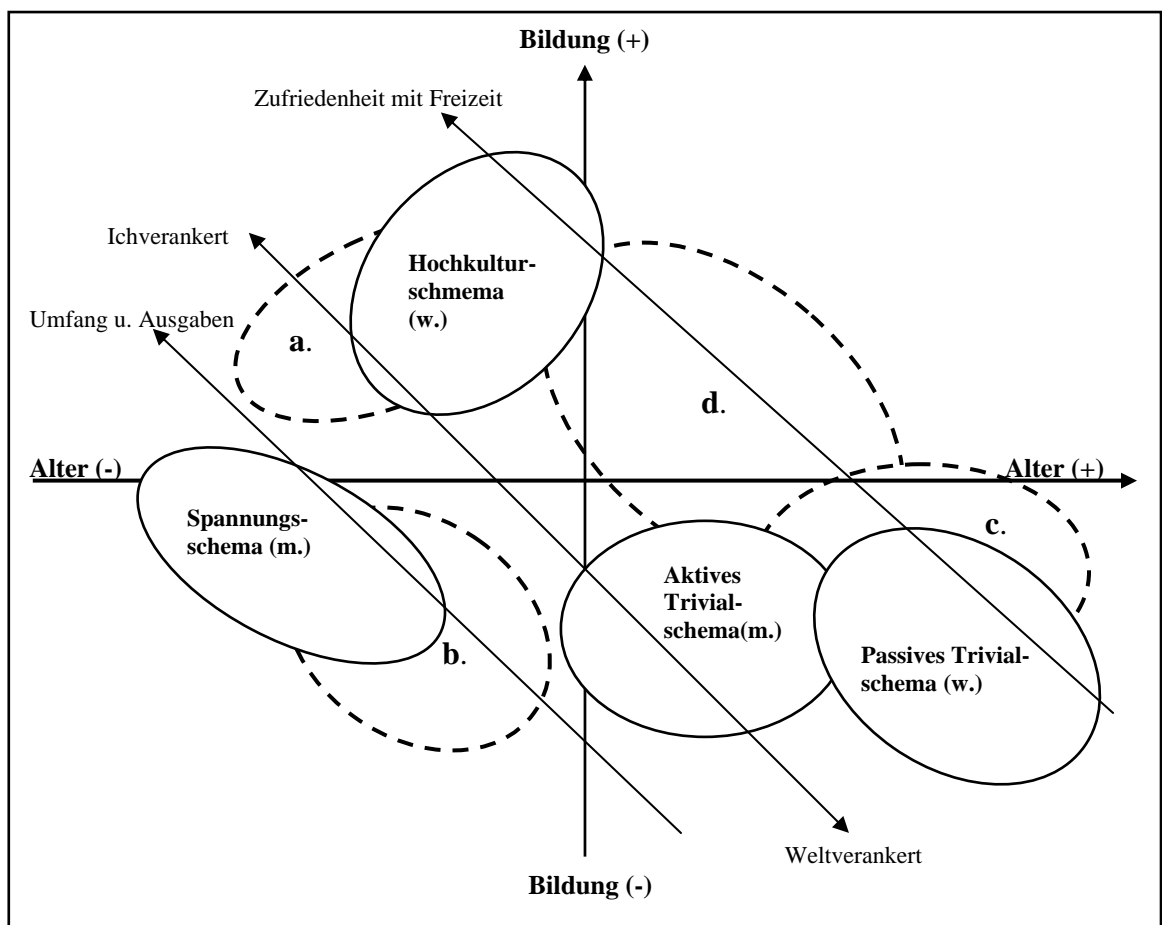 Bildung (+)
Zufriedenheit mit Freizeit
Ichverankert
Hochkultur-
schmema
(w.)
Umfang u. Ausgaben
a.
d.
Alter (-)
Alter (+)
Spannungs-
schema (m.)
c.
Aktives
Trivial-
schema(m.)
b.
Passives Trivial-
schema (w.)
Weltverankert
Bildung (-)